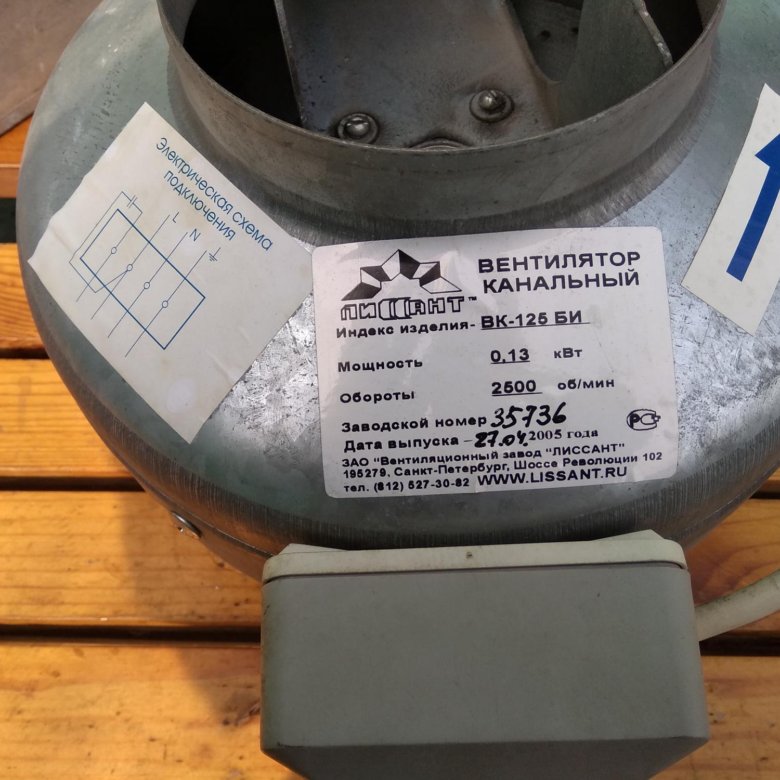 Электрическая схема
подключения
L
N
ЛИССАНТ™
ВЕНТИЛЯТОР
КАНАЛЬНЫЙ
Индекс изделия- ВК-125 БИ
Мощность 0,13 кВт
Обороты 2500 об/мин
Заводской номер 35736
Дата выпуска -27.04.2005 года
ЗАО "Вентиляционный завод "ЛИССАНТ"
195279, Санкт-Петербург, Шоссе Революции 102
тел. (812) 527-30-82 WWW.LISSANT.RU